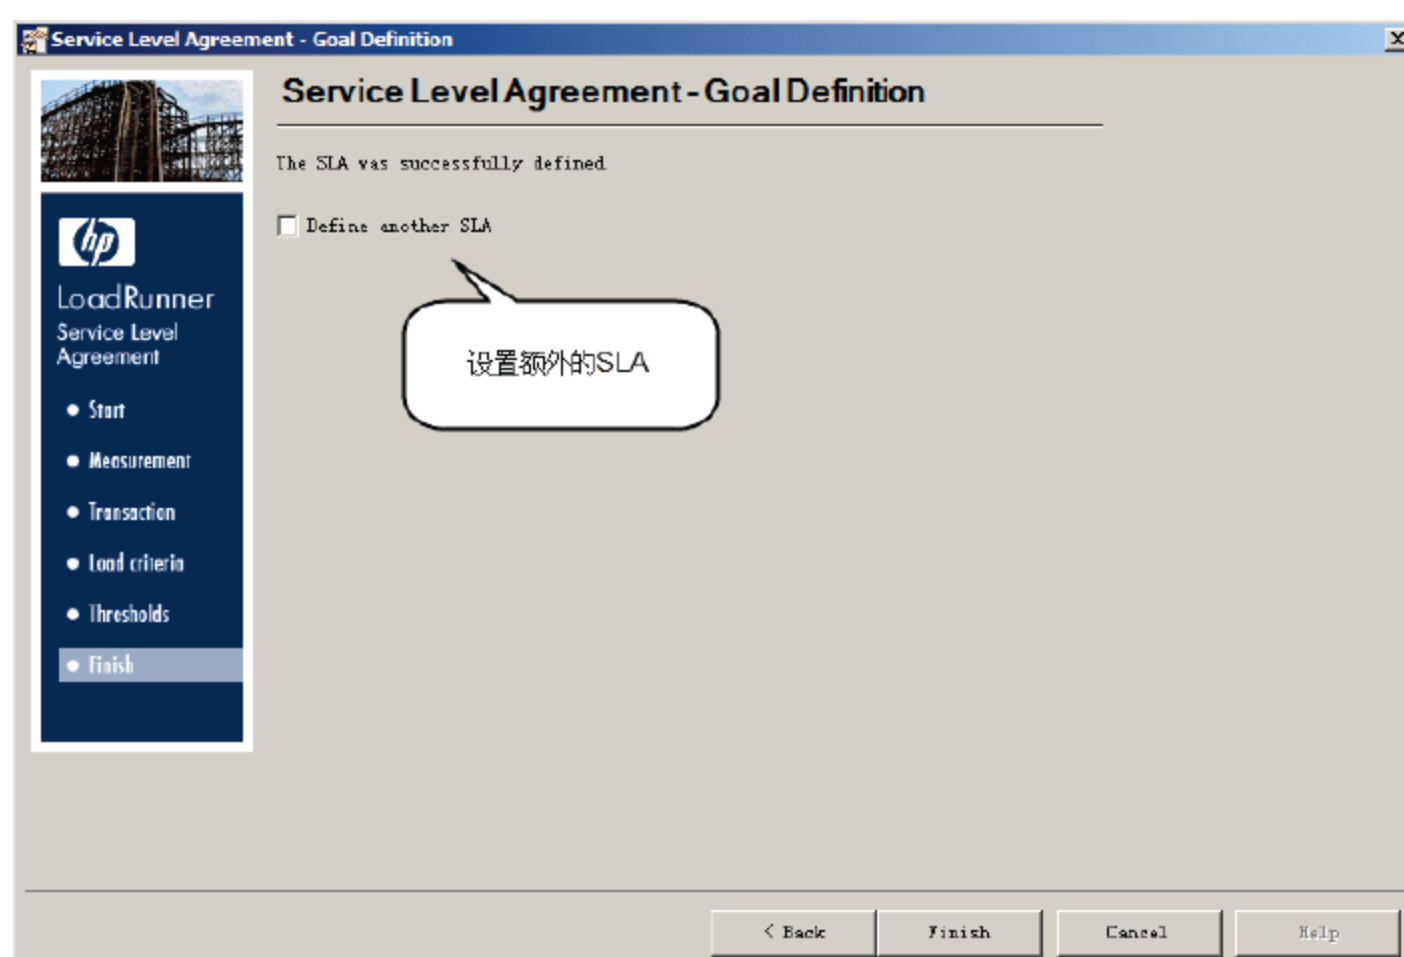 Service Level Agreement - Goal Definition
Service Level Agreement - Goal Definition
The SLA was successfully defined
Define another SLA
设置额外的SLA
hp
LoadRunner
Service Level
Agreement
Start
Measurement
Transaction
Load criteria
Thresholds
Finish
< Back
Finish
Cancel
Help